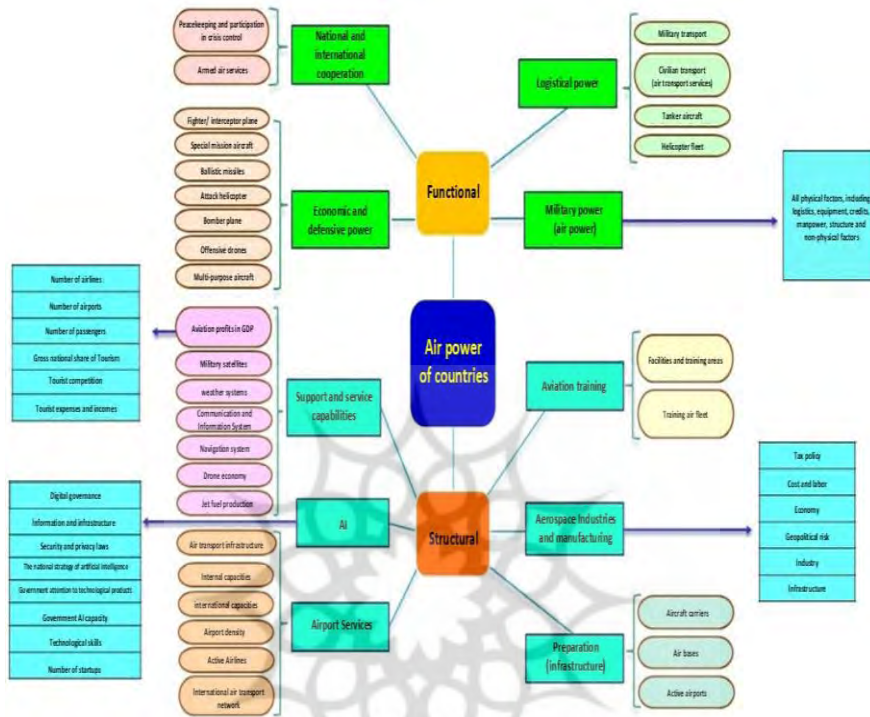 Peacekeeping and participation
in crisis control
Armed air services
National and
international
cooperation
Logistical power
Military transport
Civilian transport
(air transport services)
Tanker aircraft
Helicopter fleet
Fighter/ interceptor plane
Special mission aircraft
Ballistic missiles
Attack helicopter
Bomber plane
Offensive drones
Multi-purpose aircraft
Economic and
defensive power
Functional
Military power
(air power)
All physical factors, including
logistics, equipment, credits,
manpower, structure and
non-physical factors
Air power
of countries
Number of airlines
Number of airports
Number of passengers
Gross national share of Tourism
Tourist competition
Tourist expenses and incomes
Aviation profits in GDP
Military satellites
weather systems
Communication and
Information System
Navigation system
Drone economy
Jet fuel production
Support and service
capabilities
Aviation training
Facilities and training areas
Training air fleet
Digital governance
Information and infrastructure
Security and privacy laws
The national strategy of artificial intelligence
Government attention to technological products
Government AI capacity
Technological skills
Number of startups
AI
Structural
Aerospace Industries
and manufacturing
Tax policy
Cost and labor
Economy
Geopolitical risk
Industry
Infrastructure
Air transport infrastructure
Internal capacities
international capacities
Airport density
Active Airlines
International air transport
network
Airport Services
Preparation
(infrastructure)
Aircraft carriers
Air bases
Active airports